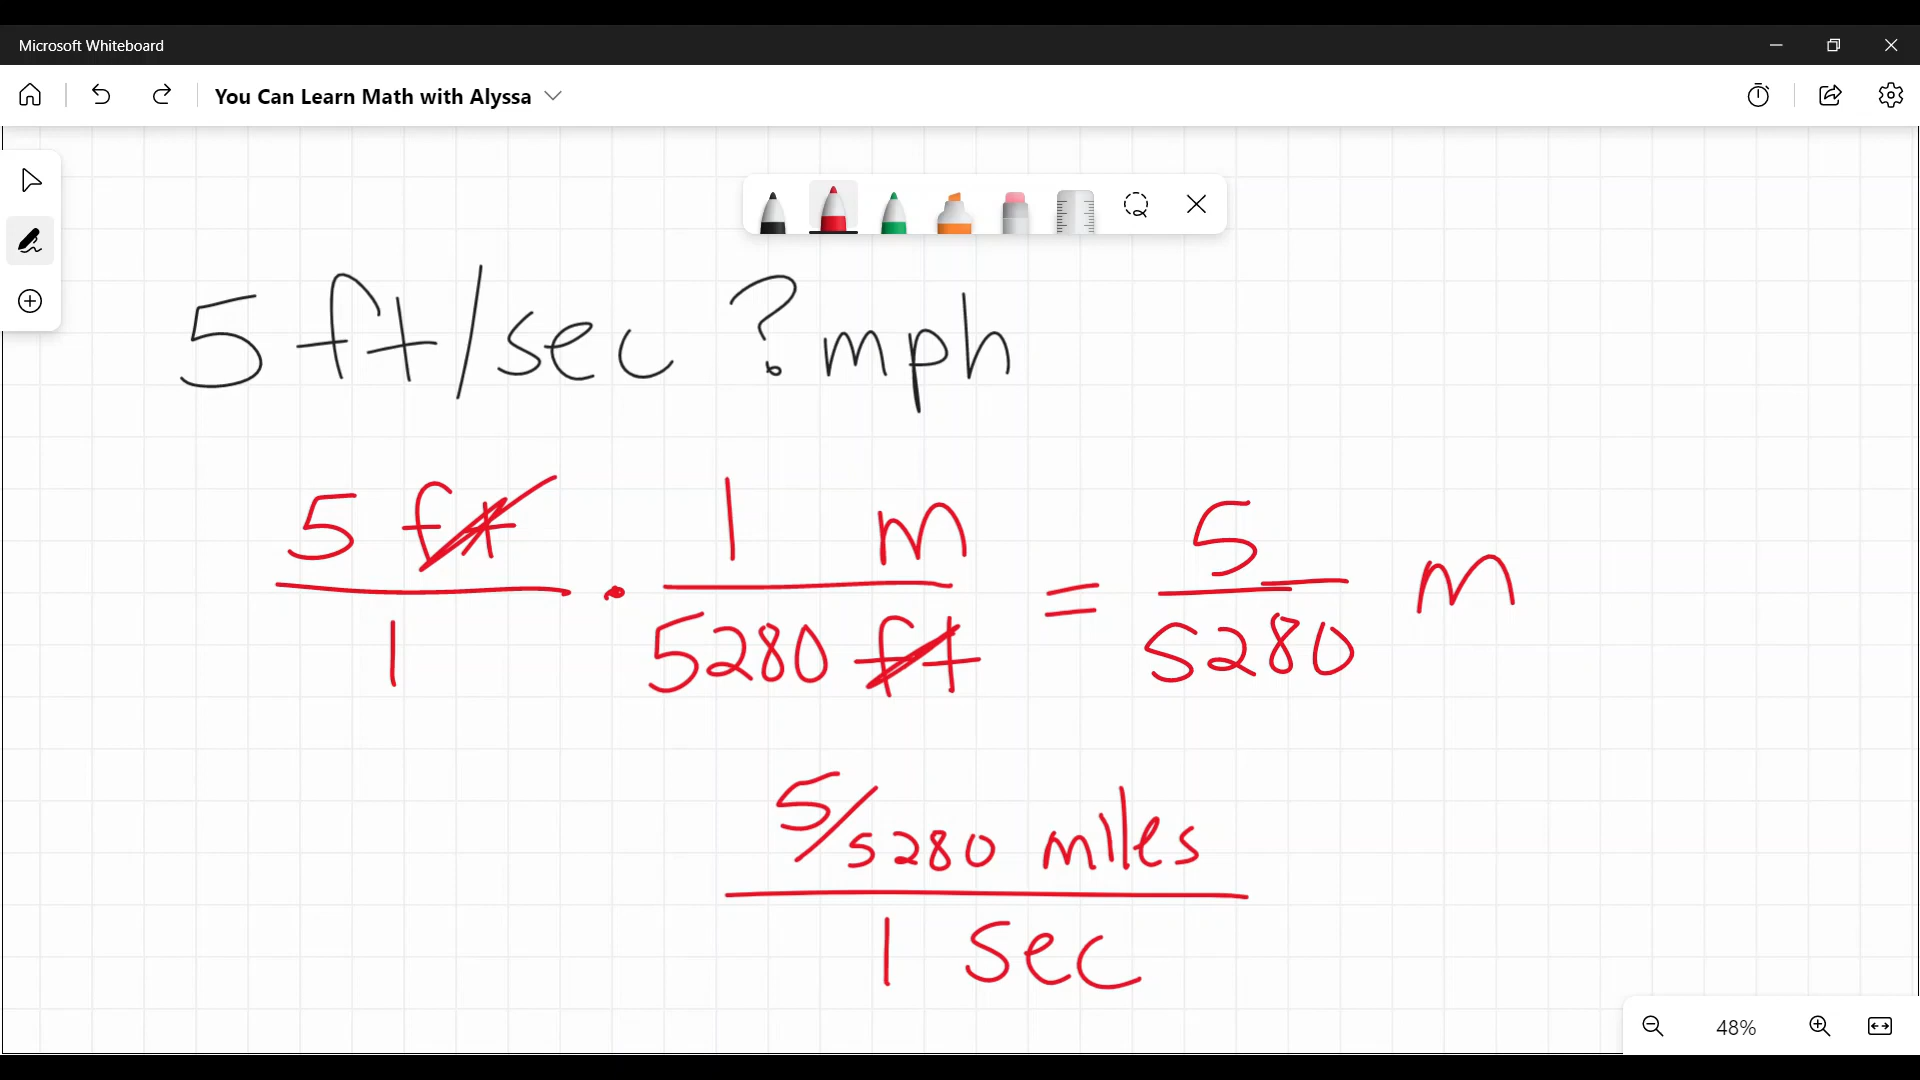 Microsoft Whiteboard
You Can Learn Math with Alyssa
5 ft/sec ? mph
5 ft/1 · 1 m/5280 ft = 5/5280 m
5/5280 miles
1 sec
48%